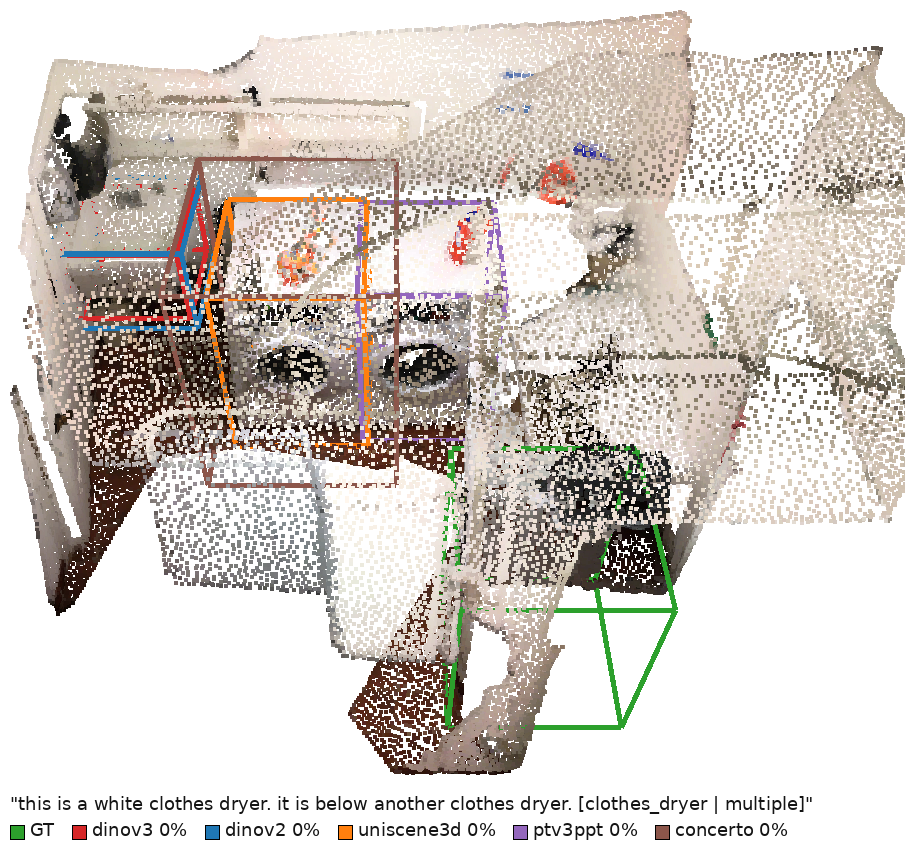 "this is a white clothes dryer. it is below another clothes dryer. [clothes_dryer | multiple]"
GT dinov3 0% dinov2 0% uniscene3d 0% ptv3ppt 0% concerto 0%